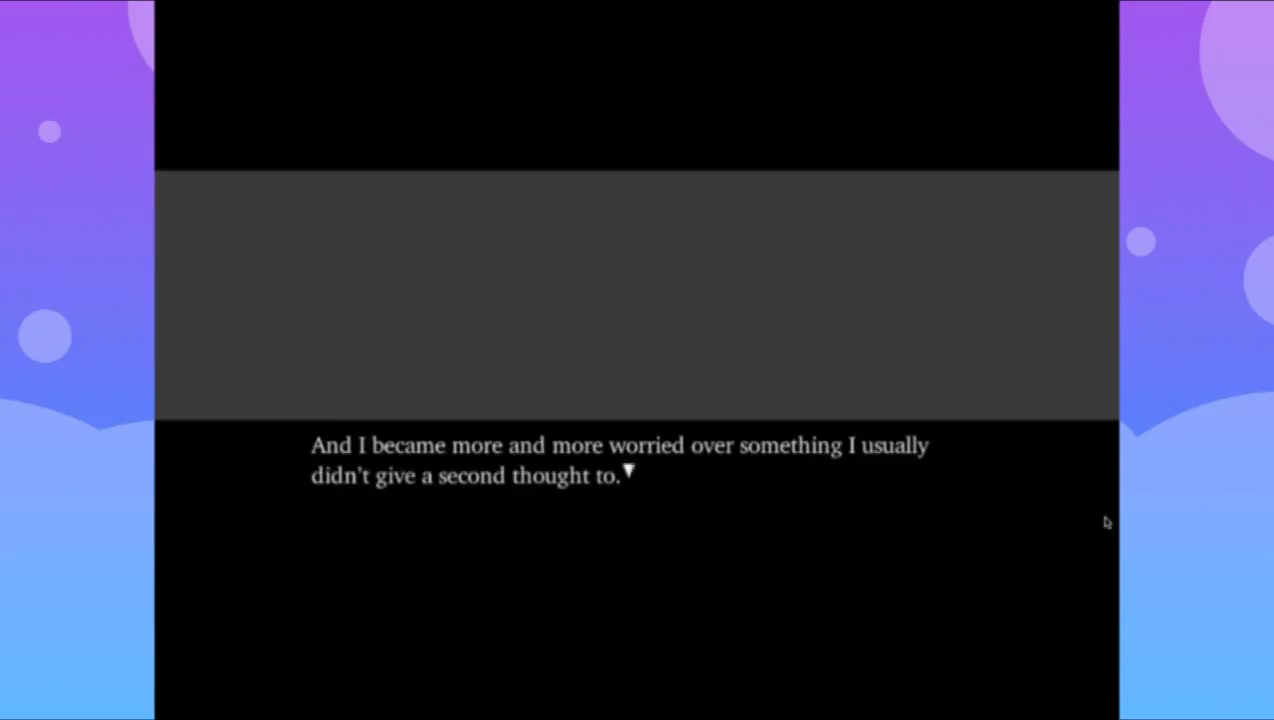 And I became more and more worried over something I usually
didn't give a second thought to.